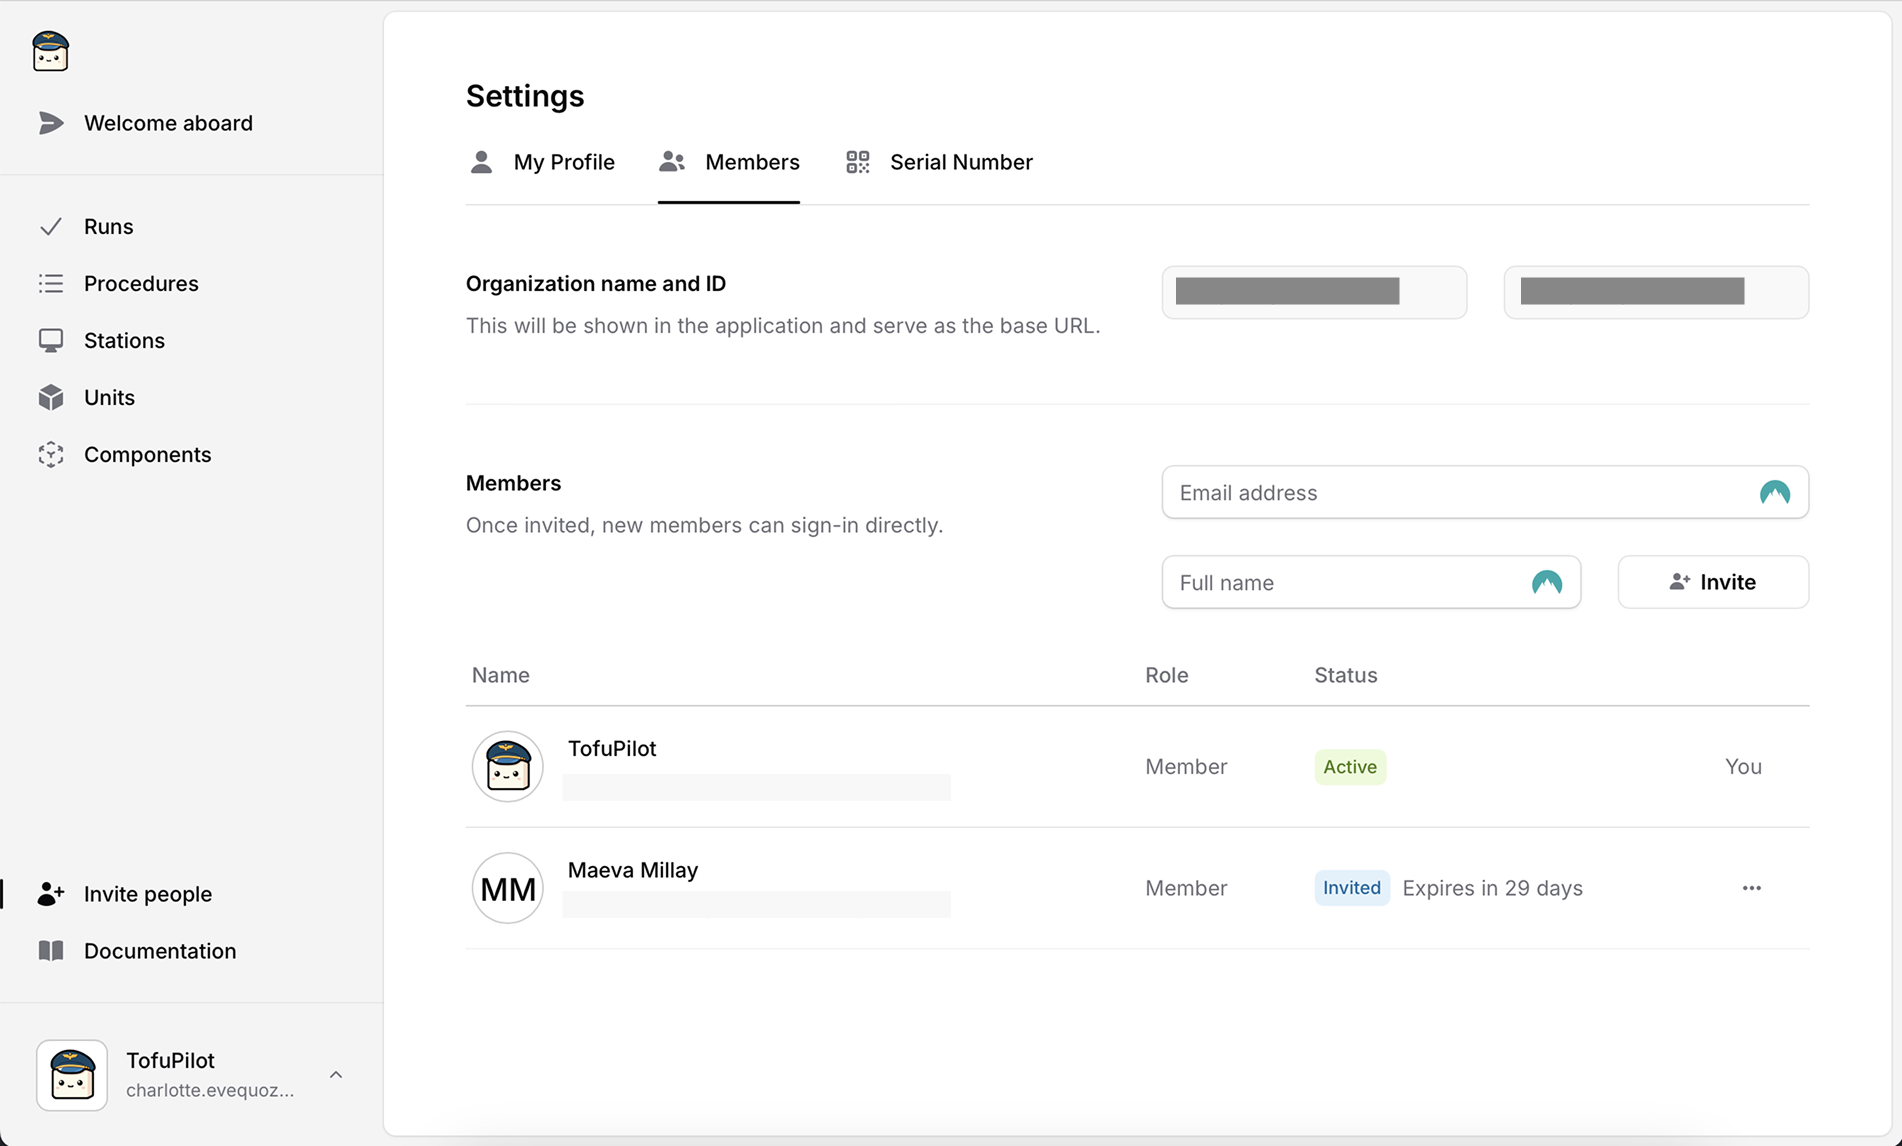 Welcome aboard
Runs
Procedures
Stations
Units
Components
Invite people
Documentation
TofuPilot
charlotte.evequoz...
Settings
My Profile
Members
Serial Number
Organization name and ID
This will be shown in the application and serve as the base URL.
Members
Once invited, new members can sign-in directly.
Email address
Full name
Invite
Name Role Status
TofuPilot
Member Active You
Maeva Millay
MM
Member Invited Expires in 29 days